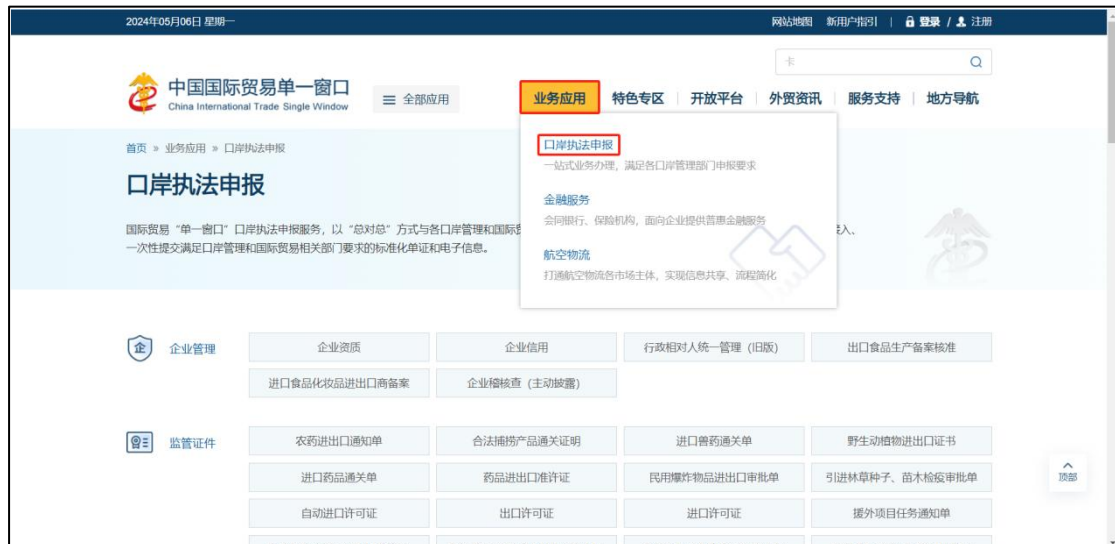 2024年05月06日 星期一
网站地图 新用户指引 | 登录 / 注册
卡
中国国际贸易单一窗口
China International Trade Single Window
全部应用
业务应用 特色专区 开放平台 外贸资讯 服务支持 地方导航
首页 » 业务应用 » 口岸执法申报
口岸执法申报
一站式业务办理，满足各口岸管理部门申报要求
口岸执法申报
金融服务
会同银行、保险机构，面向企业提供普惠金融服务
国际贸易“单一窗口”口岸执法申报服务，以“总对总”方式与各口岸管理和国际贸
接入、
一次性提交满足口岸管理和国际贸易相关部门要求的标准化单证和电子信息。
航空物流
打通航空物流各市场主体，实现信息共享、流程简化
企业管理 企业资质 企业信用 行政相对人统一管理（旧版） 出口食品生产备案核准
进口食品化妆品进出口商备案 企业稽核查（主动披露）
监管证件 农药进出口通知单 合法捕捞产品通关证明 进口兽药通关单 野生动植物进出口证书
进口药品通关单 药品进出口准许证 民用爆炸物品进出口审批单 引进林草种子、苗木检疫审批单
顶部
自动进口许可证 出口许可证 进口许可证 援外项目任务通知单